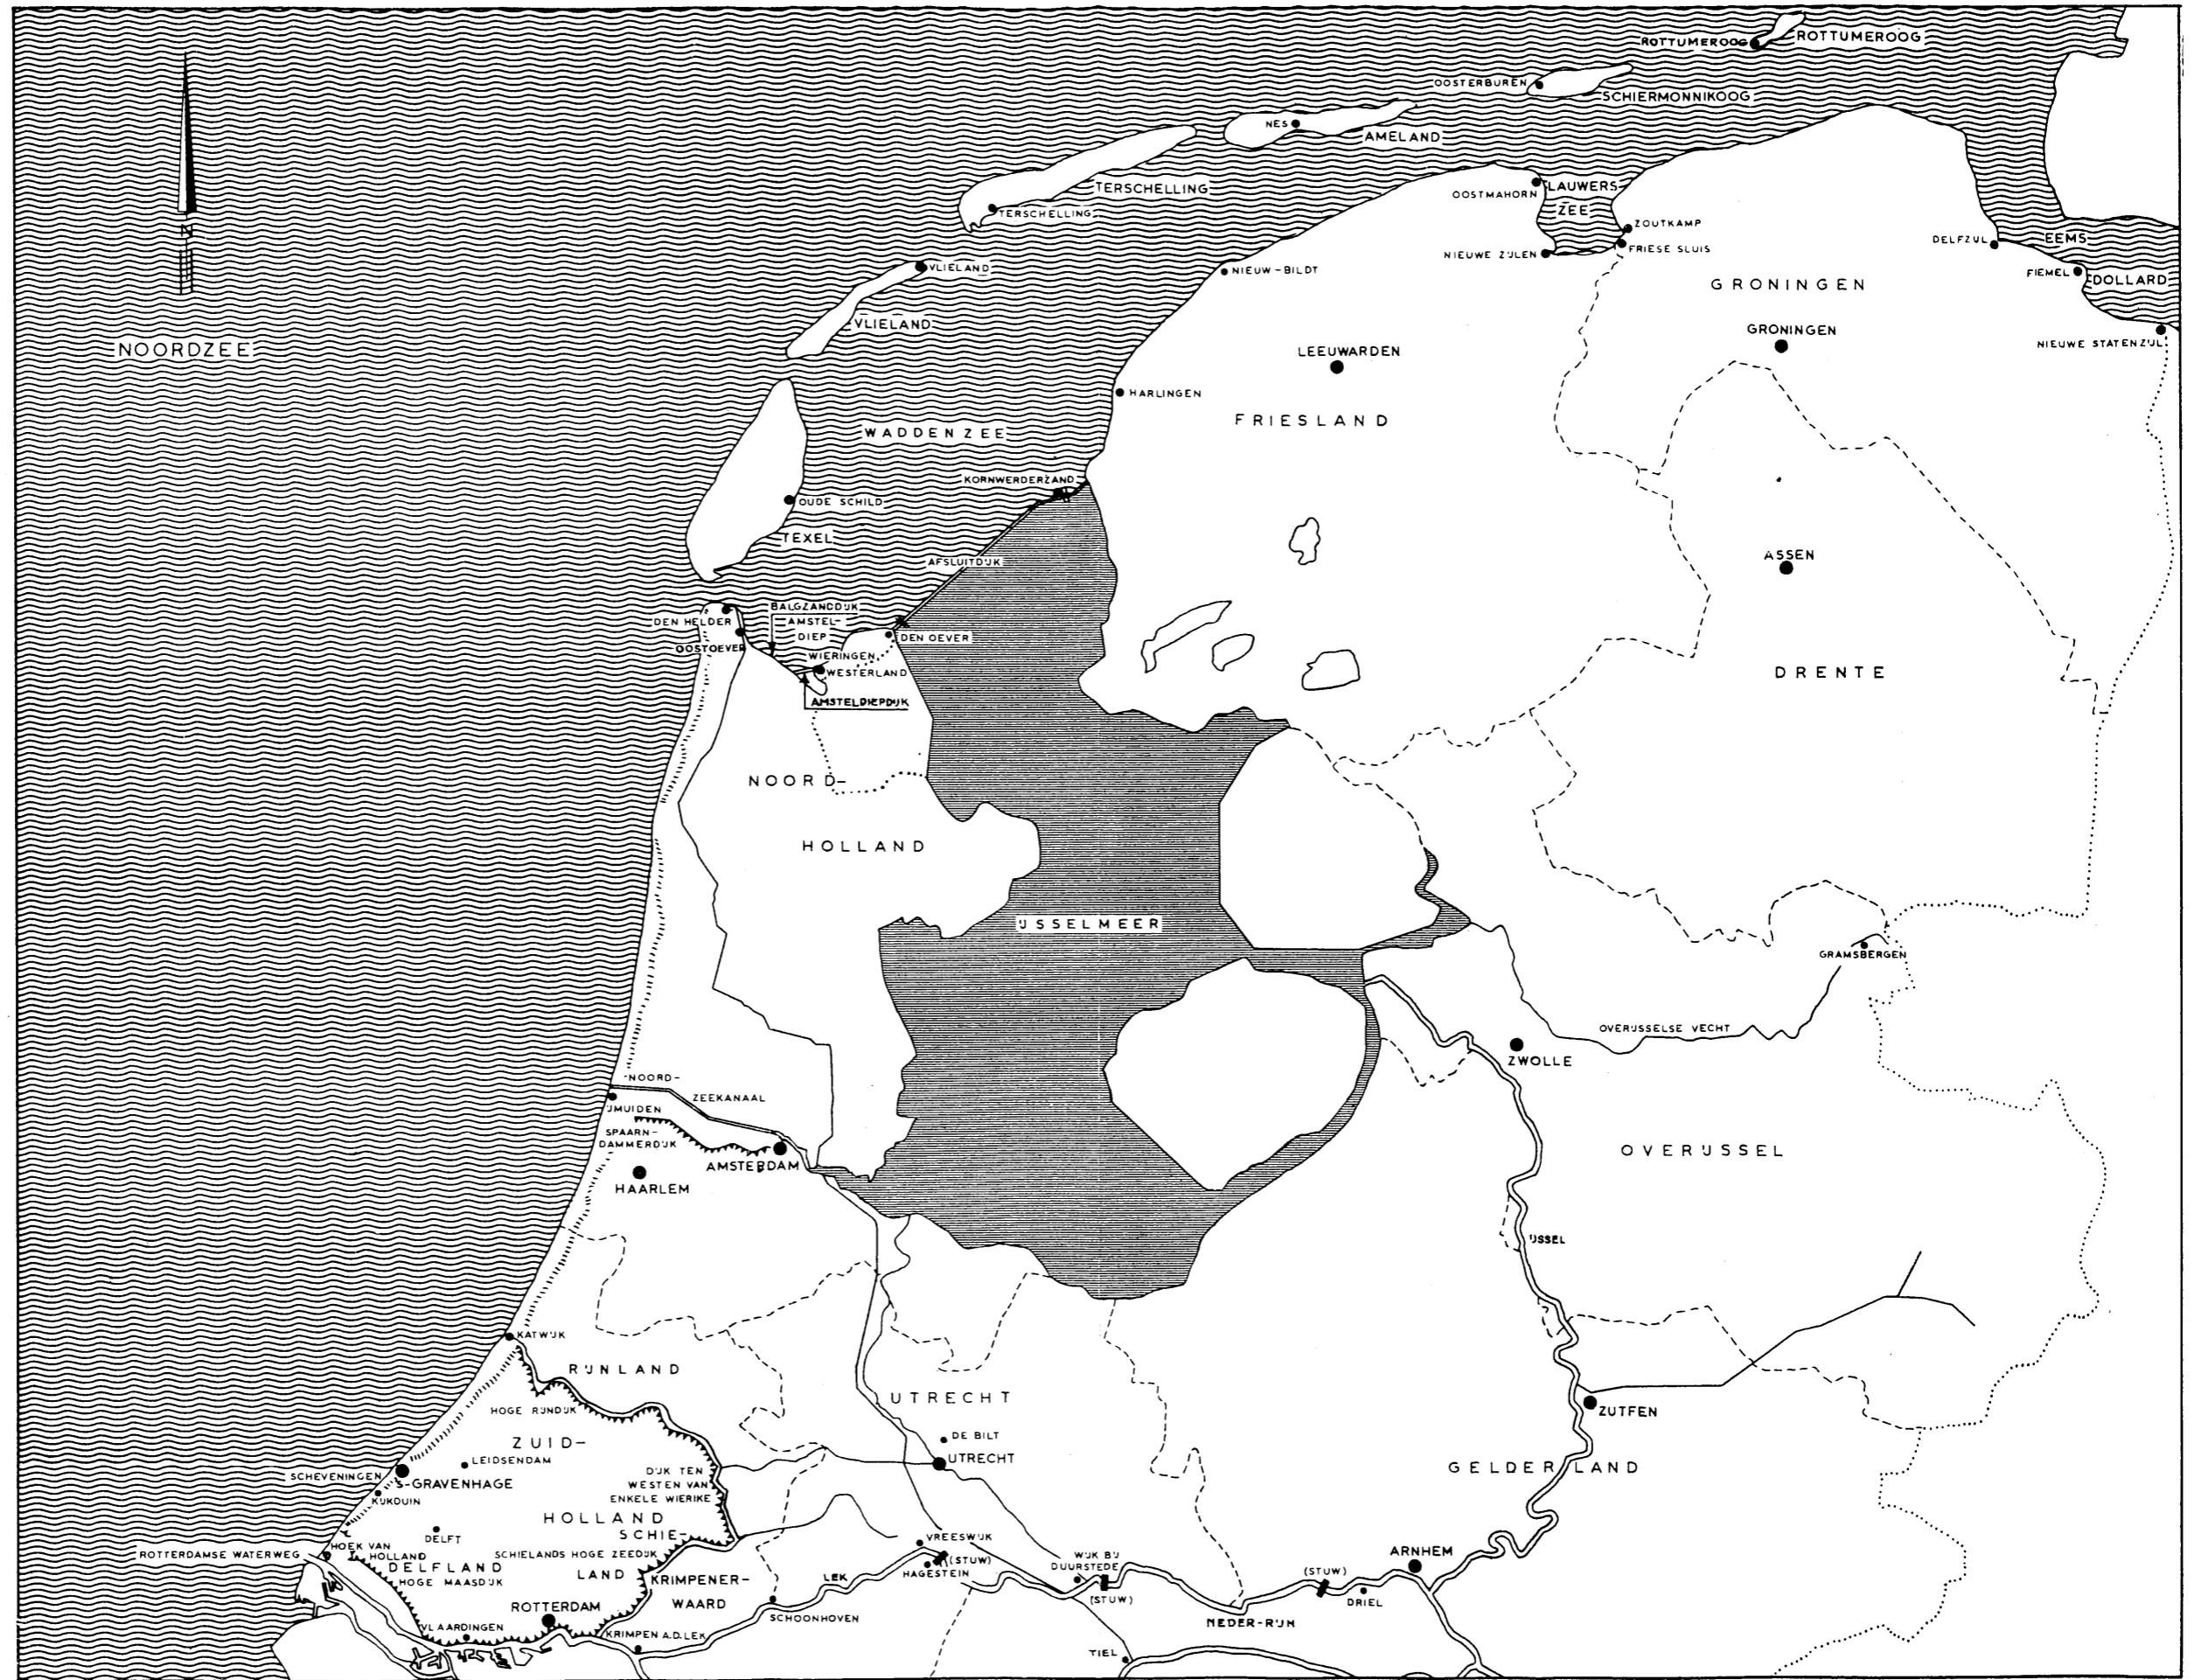 ROTTUMEROOG
ROTTUMEROOG
OOSTERBUREN
SCHIERMONNIKOOG
NES
AMELAND
TERSCHELLING
TERSCHELLING
OOSTMAHORN
LAUWERS
ZEE
ZOUTKAMP
FRIESE SLUIS
NIEUWE ZIJLEN
DELFZIJL
EEMS
FIEMEL
DOLLARD
NIEUWE STATENZIJL
N
VLIELAND
VLIELAND
NIEUW-BILDT
GRONINGEN
GRONINGEN
NOORDZEE
LEEUWARDEN
HARLINGEN
FRIESLAND
WADDENZEE
KORNWERDERZAND
OUDE SCHILD
TEXEL
AFSLUITDIJK
ASSEN
DRENTE
BALGZANDDIJK
AMSTEL-
DIEP
DEN HELDER
OOSTOEVER
DEN OEVER
WIERINGEN
WESTERLAND
AMSTELDIEPDIJK
NOORD-
HOLLAND
IJSSELMEER
GRAMSBERGEN
OVERIJSSELSE VECHT
ZWOLLE
OVERIJSSEL
NOORD-
ZEEKANAAL
IJMUIDEN
SPAARN-
DAMMERDIJK
AMSTERDAM
HAARLEM
IJSSEL
KATWIJK
RIJNLAND
HOGE RIJNDIJK
UTRECHT
DE BILT
UTRECHT
ZUTFEN
GELDERLAND
ZUID-
LEIDSENDAM
SCHEVENINGEN
'S-GRAVENHAGE
KIJKDUIN
DIJK TEN
WESTEN VAN
ENKELE WIERIKE
HOLLAND
SCHIE-
DELFT
ROTTERDAMSE WATERWEG
HOEK VAN
HOLLAND
DELFLAND
HOGE MAASDIJK
SCHIELANDS HOGE ZEEDIJK
LAND
KRIMPENER-
WAARD
LEK
VREESWIJK
(STUW)
HAGESTEIN
WIJK BIJ
DUURSTEDE
(STUW)
ARNHEM
(STUW)
DRIEL
NEDER-RIJN
ROTTERDAM
VLAARDINGEN
SCHOONHOVEN
KRIMPEN A.D. LEK
TIEL